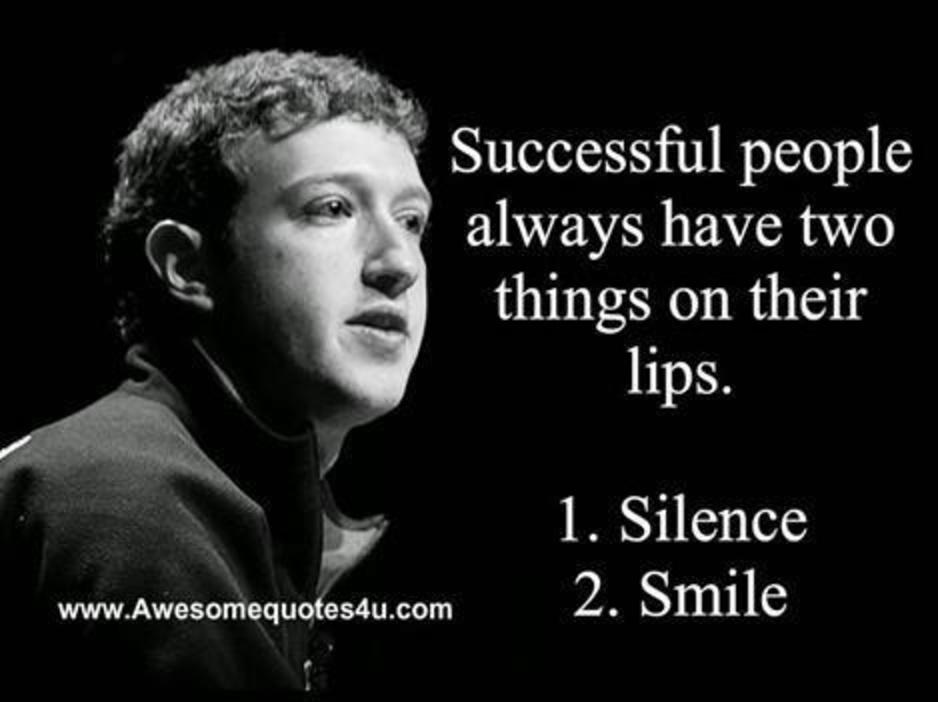 Successful people
always have two
things on their
lips.
1. Silence
2. Smile
www.Awesomequotes4u.com